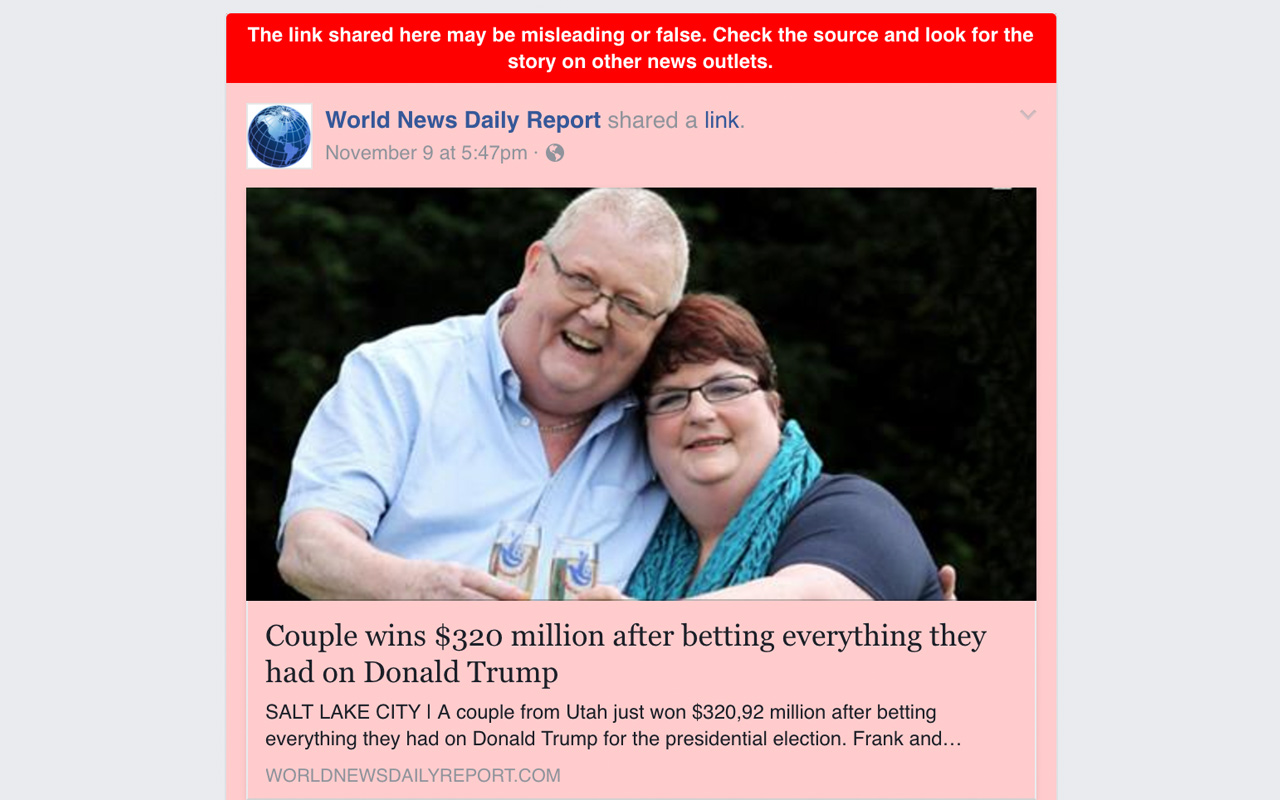 The link shared here may be misleading or false. Check the source and look for the
story on other news outlets.
World News Daily Report shared a link.
November 9 at 5:47pm ·
Couple wins $320 million after betting everything they
had on Donald Trump
SALT LAKE CITY | A couple from Utah just won $320,92 million after betting
everything they had on Donald Trump for the presidential election. Frank and…
WORLDNEWSDAILYREPORT.COM